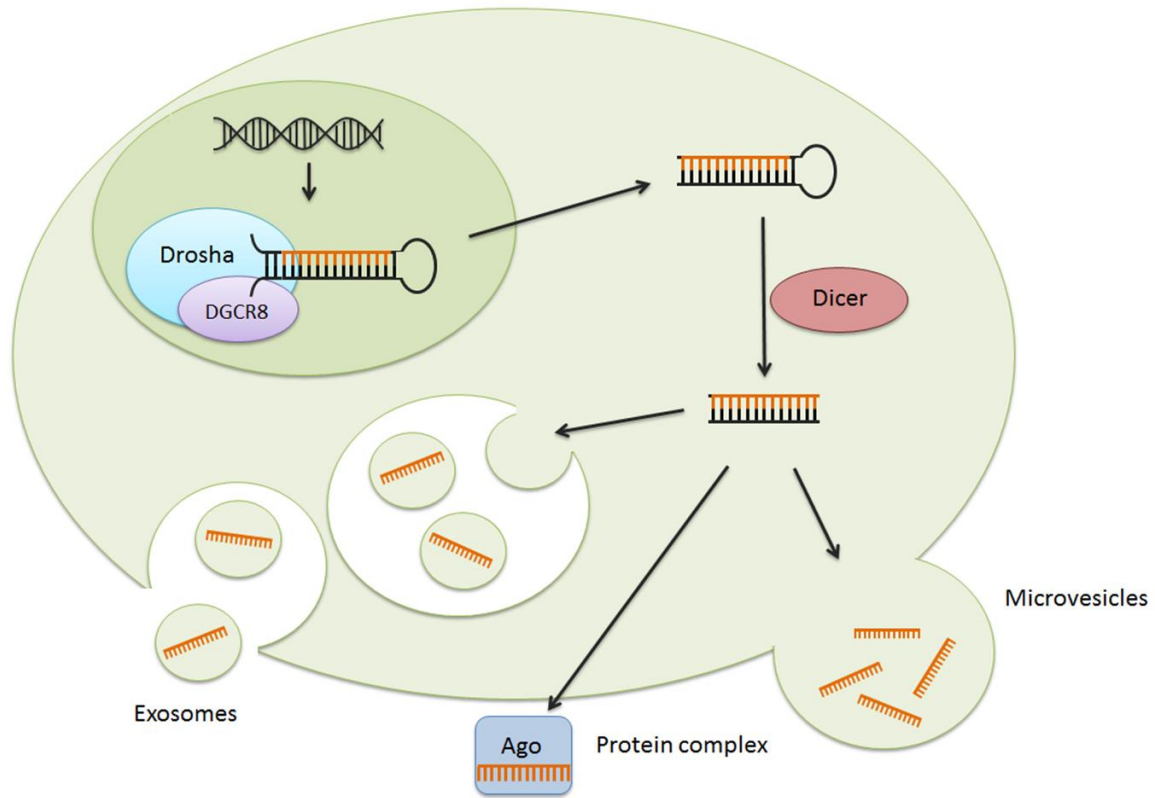 Drosha
DGCR8
Dicer
Microvesicles
Exosomes
Ago
Protein complex